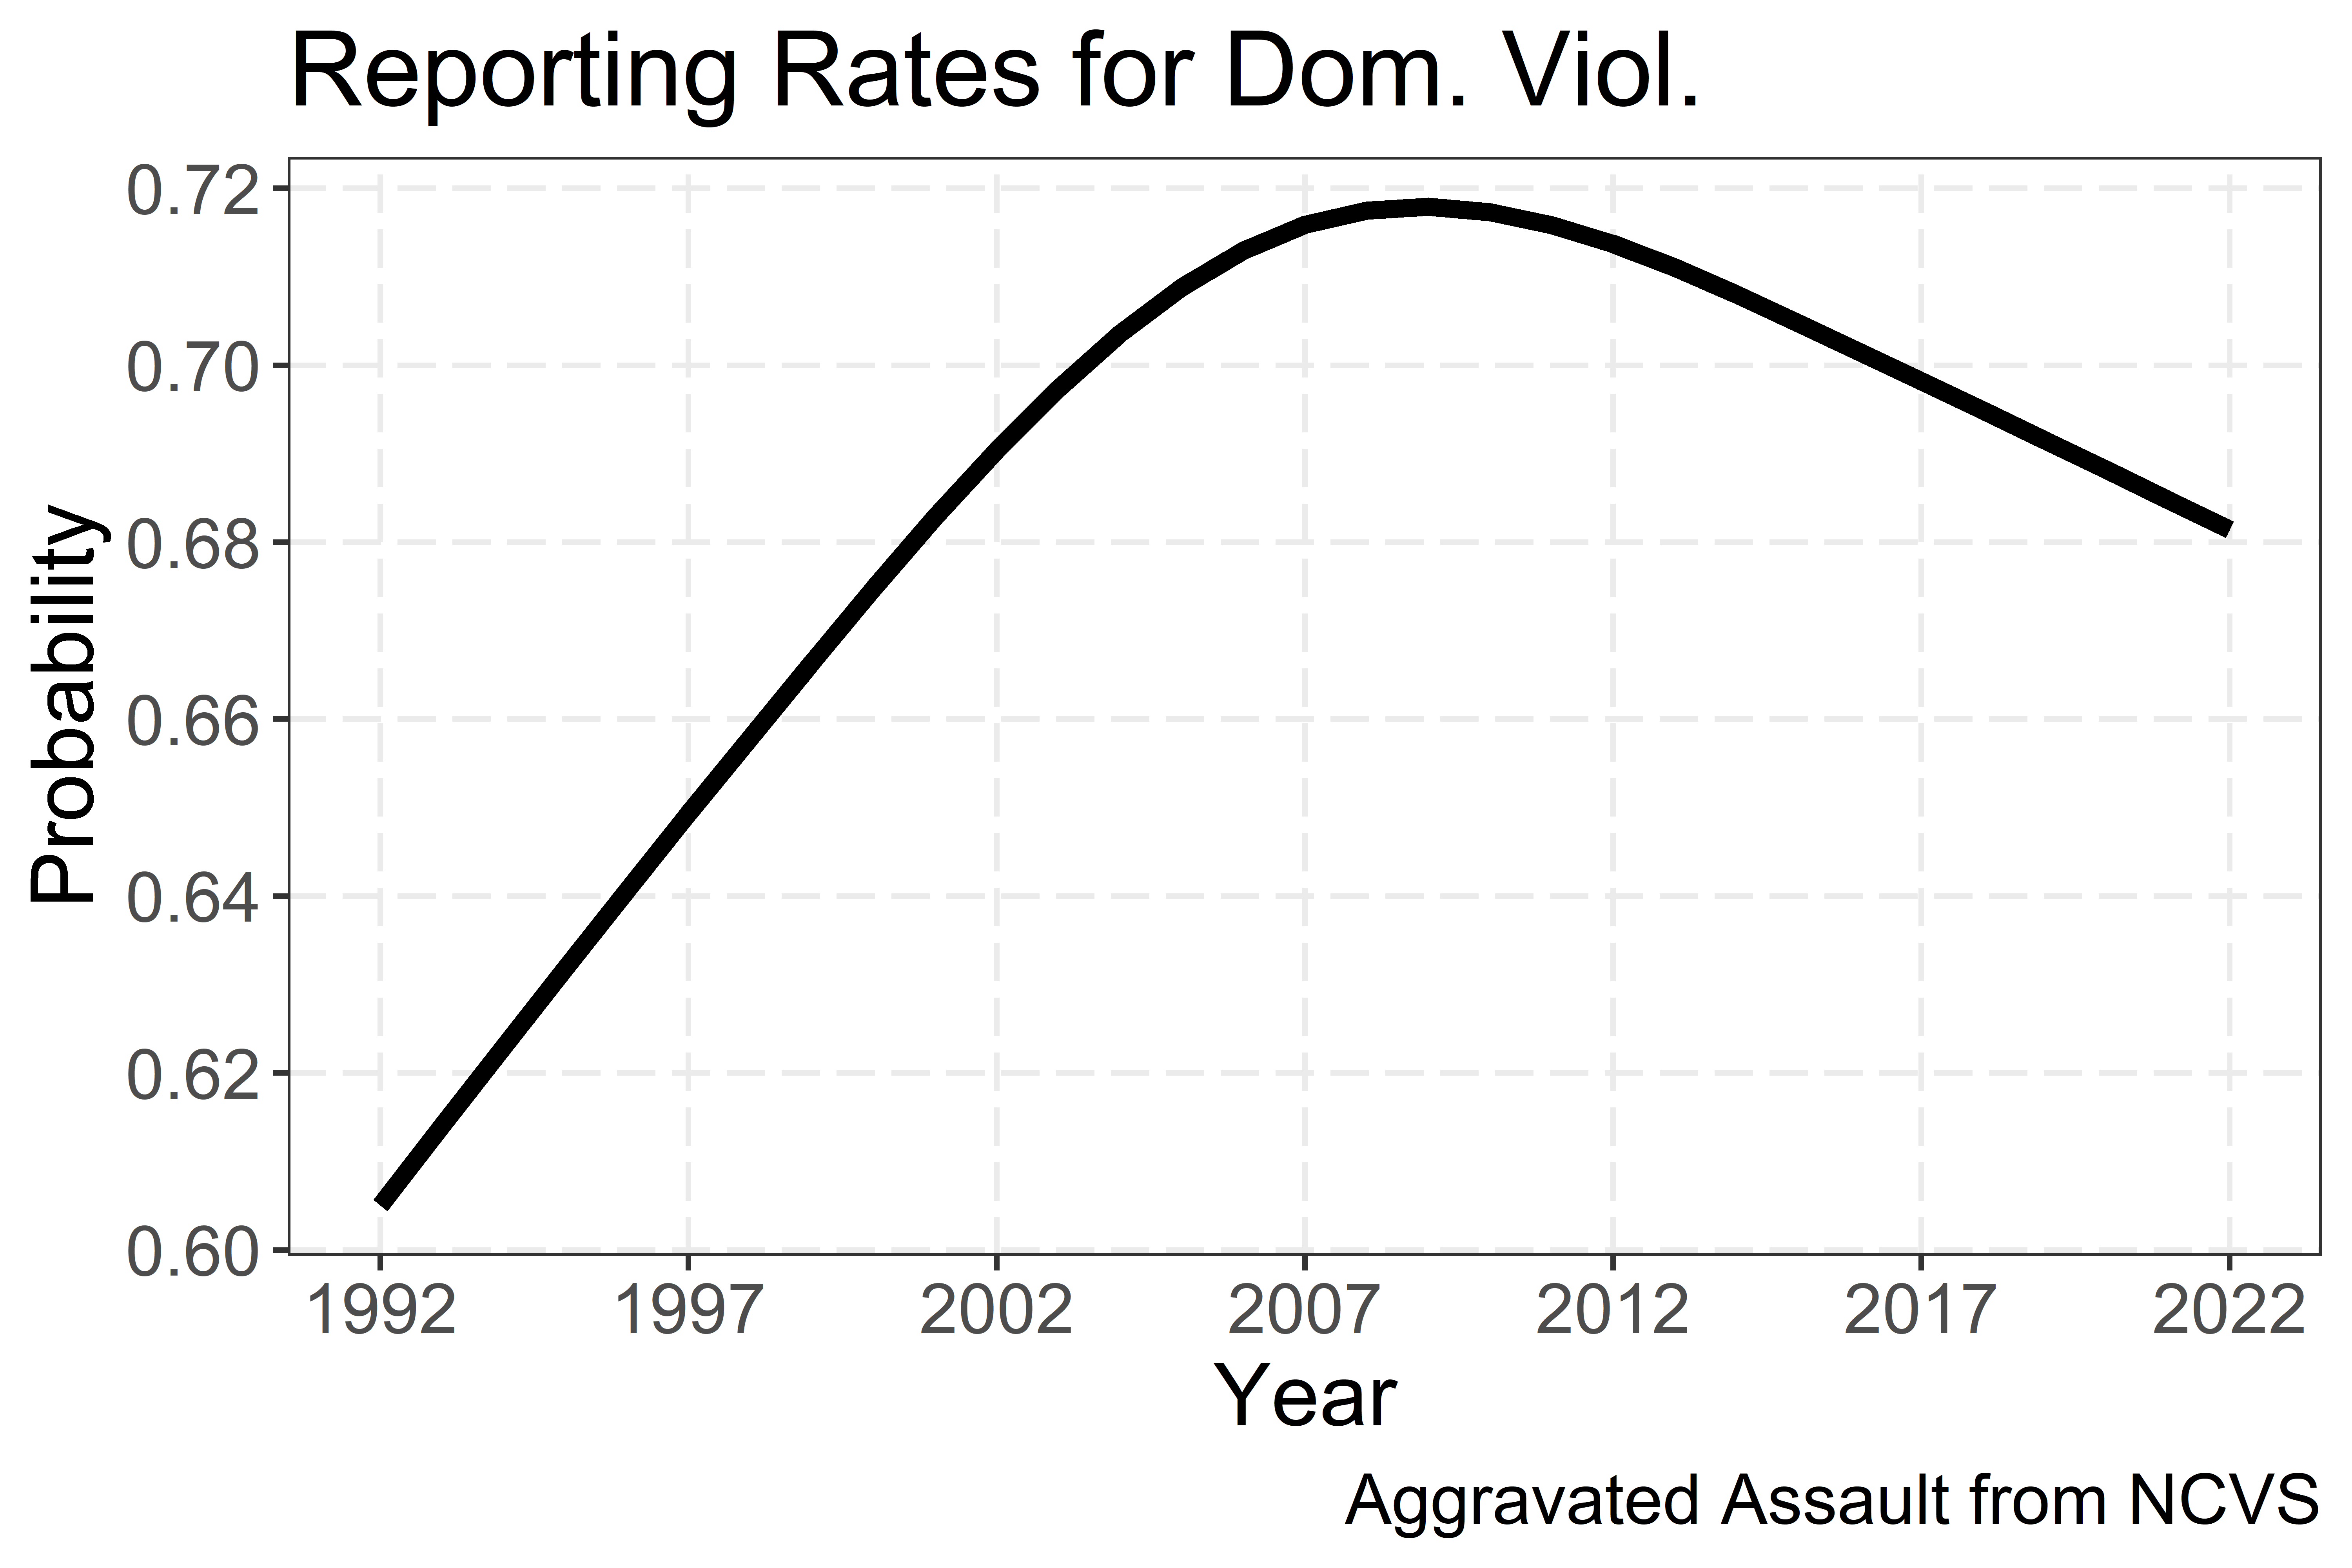 Reporting Rates for Dom. Viol.
Probability
0.72
0.70
0.68
0.66
0.64
0.62
0.60
1992 1997 2002 2007 2012 2017 2022
Year
Aggravated Assault from NCVS